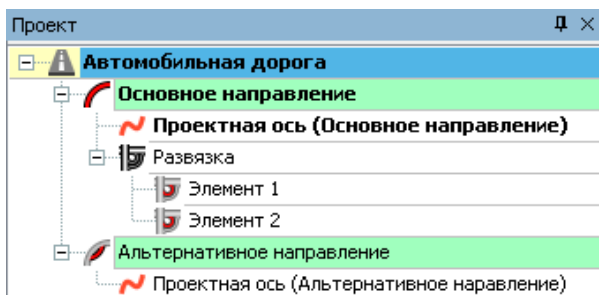 Проект
Автомобильная дорога
Основное направление
Проектная ось (Основное направление)
Развязка
Элемент 1
Элемент 2
Альтернативное направление
Проектная ось (Альтернативное наравление)